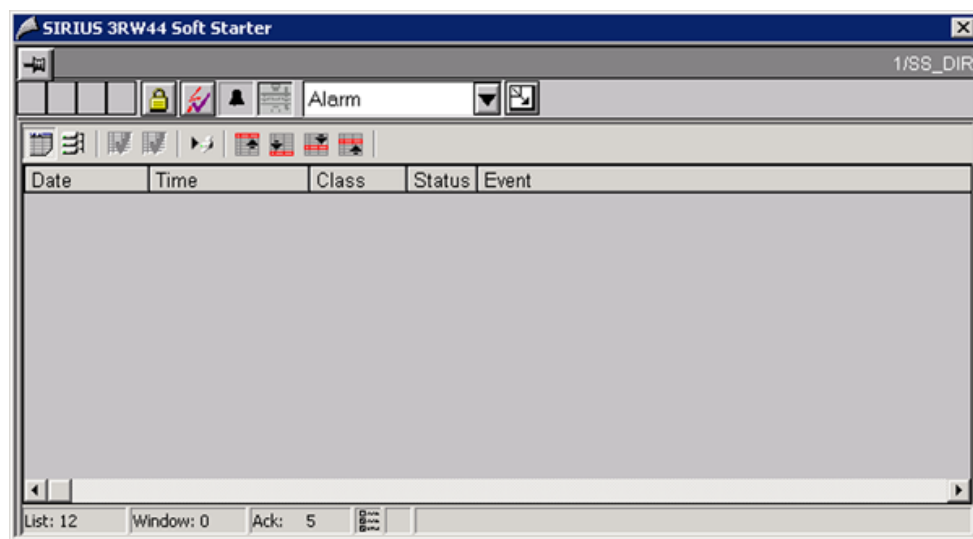 SIRIUS 3RW44 Soft Starter
1/SS_DIR
Alarm
Date Time Class Status Event
List: 12 Window: 0 Ack: 5